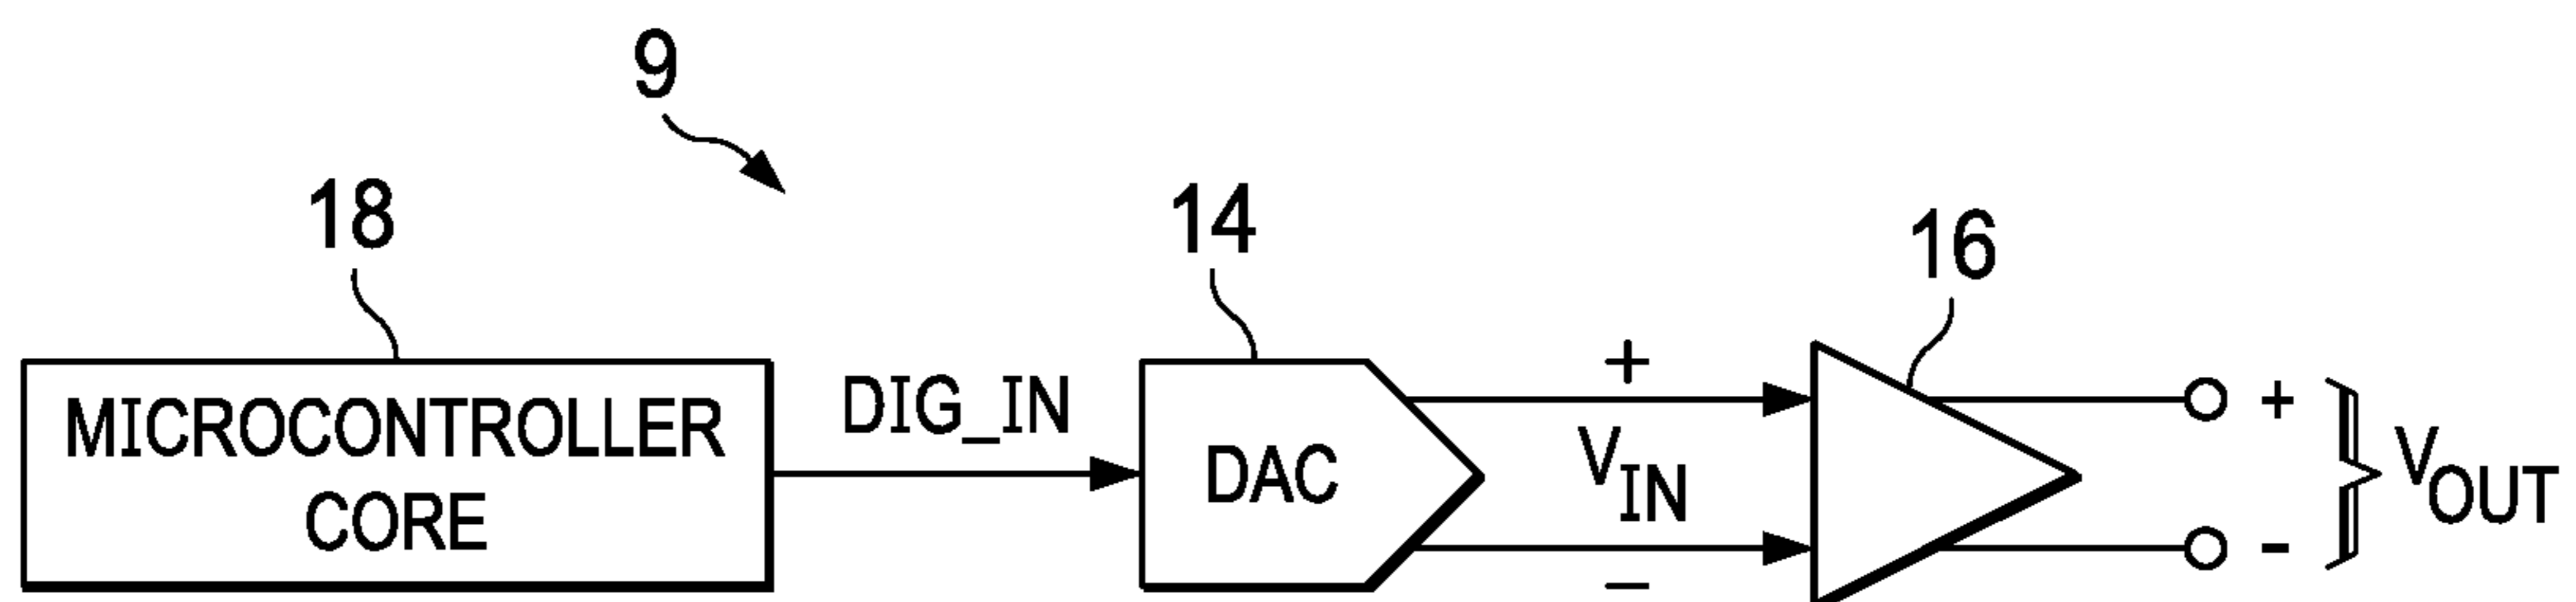 9
18
14
16
MICROCONTROLLER
CORE
DIG_IN
DAC
+
VIN
−
+
-
VOUT